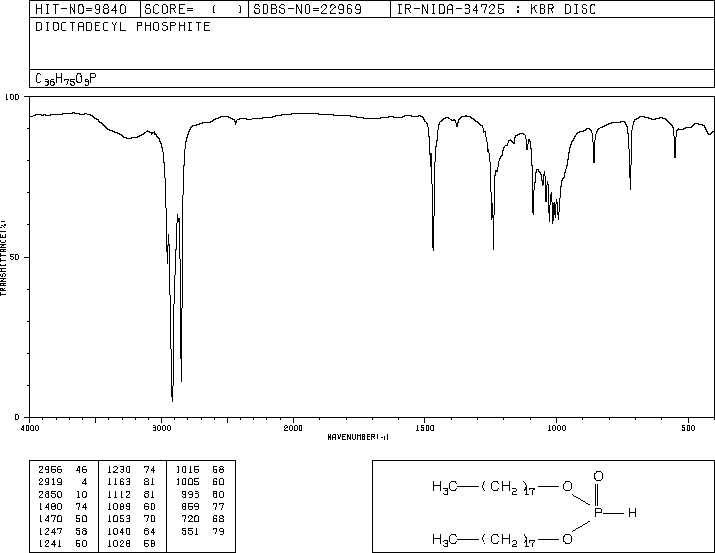 HIT-NO=9840 SCORE= ( ) SDBS-NO=22969 IR-NIDA-34725 : KBR DISC
DIOCTADECYL PHOSPHITE
C36H75O3P
100
50
0
TRANSMITTANCE(%)
4000 3000 2000 1500 1000 500
WAVENUMBER(-1)
2956 46 1230 74 1016 58
2919 4 1163 81 1005 60
2850 10 1112 81 993 60
1480 74 1089 60 859 77
1470 50 1053 70 720 68
1247 58 1040 64 551 79
1241 50 1028 58
H3C—(CH2)17—O
O
P—H
H3C—(CH2)17—O